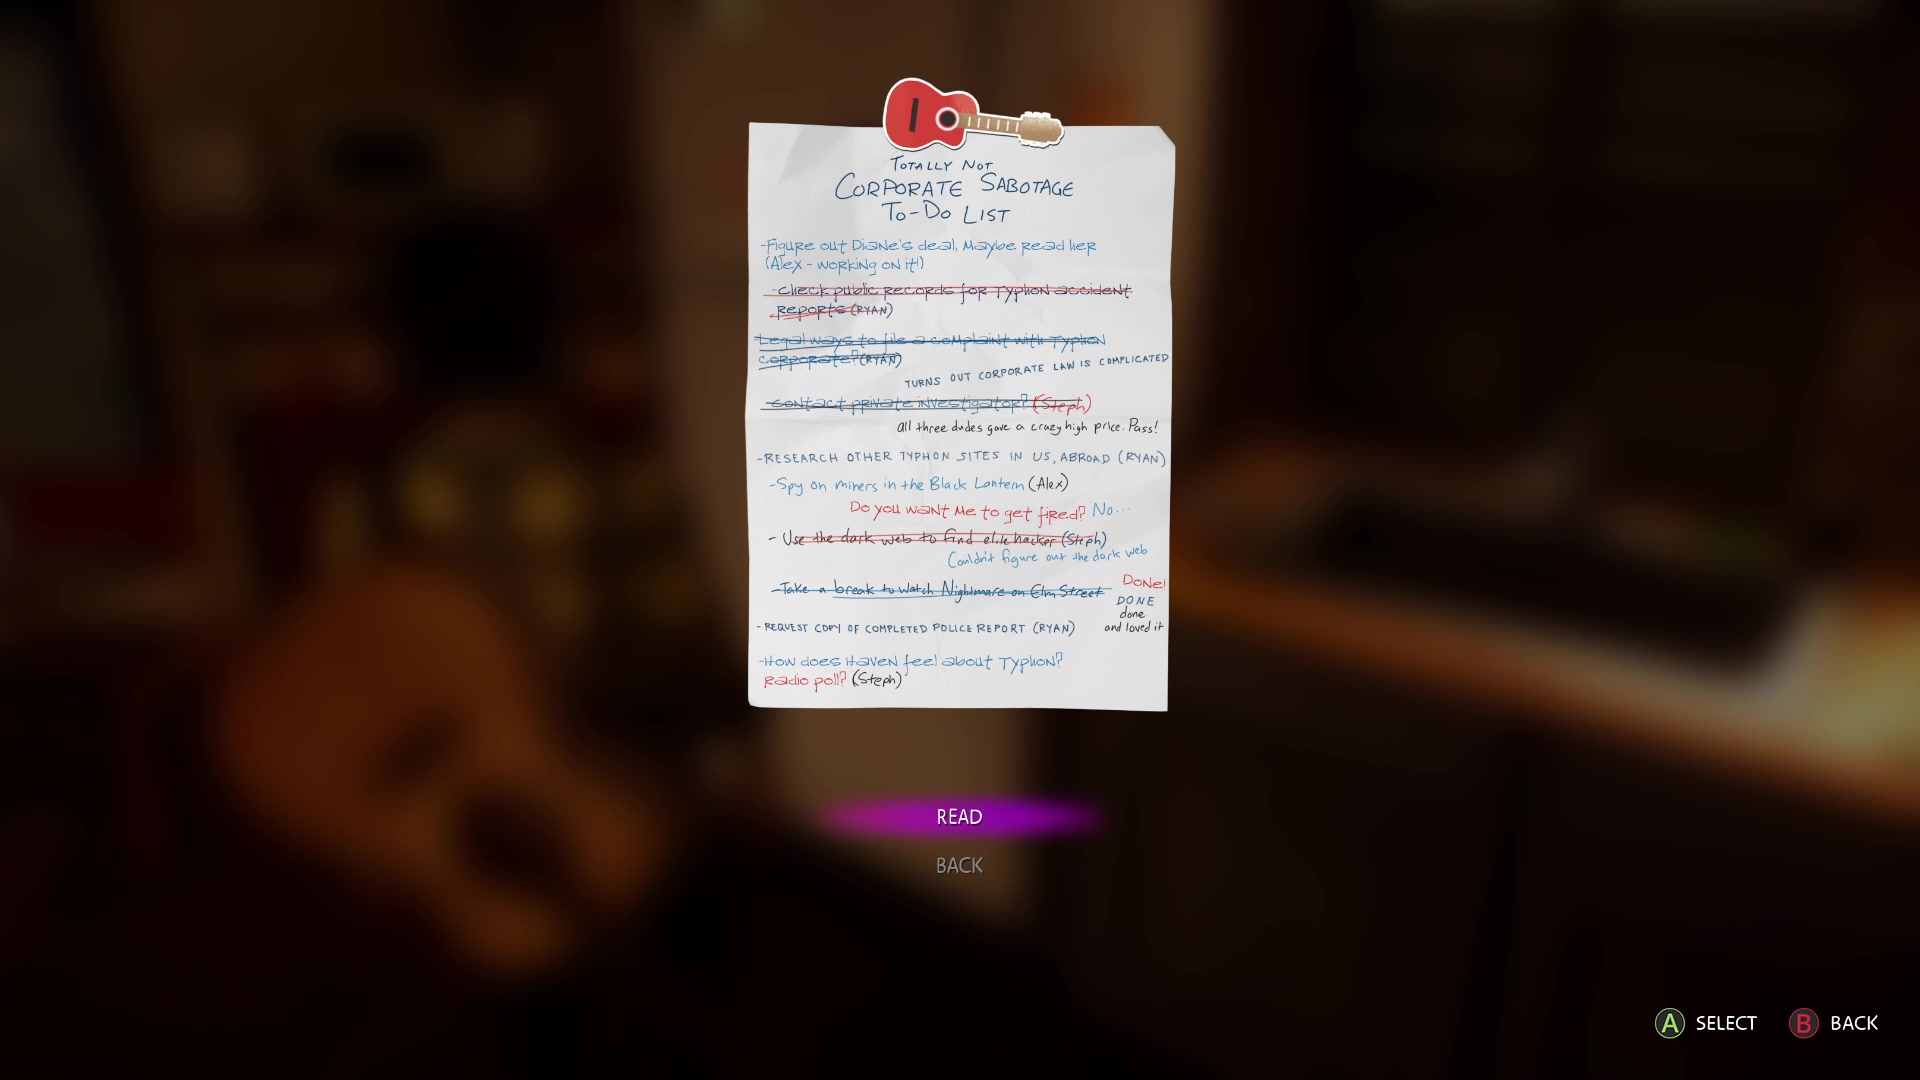 Totally Not
Corporate Sabotage
To-Do List
-Figure out Diane's deal, Maybe read her
(Alex - working on it!)
-Check public records for Typhon accident
reports (RYAN)
Legal ways to file a complaint with Typhon
corporate? (RYAN)
TURNS OUT CORPORATE LAW IS COMPLICATED
contact private investigator? (Steph)
All three dudes gave a crazy high price. Pass!
-RESEARCH OTHER TYPHON SITES IN US, ABROAD (RYAN)
-Spy on miners in the Black Lantern (Alex)
Do you want me to get fired? No...
- Use the dark web to find elite hacker (Steph)
Couldn't figure out the dark web
-Take a break to watch Nightmare on Elm Street
Done!
DONE
done
and loved it
-REQUEST COPY OF COMPLETED POLICE REPORT (RYAN)
-How does Haven feel about Typhon?
Radio poll? (Steph)
READ
BACK
A SELECT B BACK